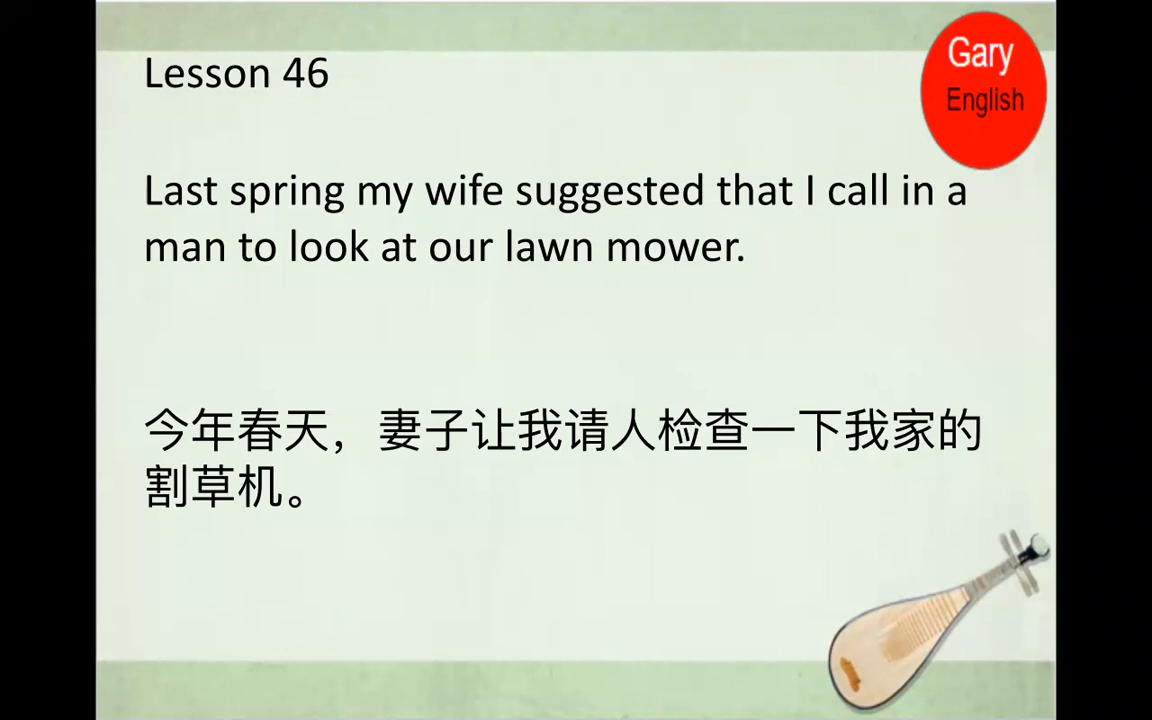 Lesson 46
Gary
English
Last spring my wife suggested that I call in a
man to look at our lawn mower.
今年春天，妻子让我请人检查一下我家的
割草机。